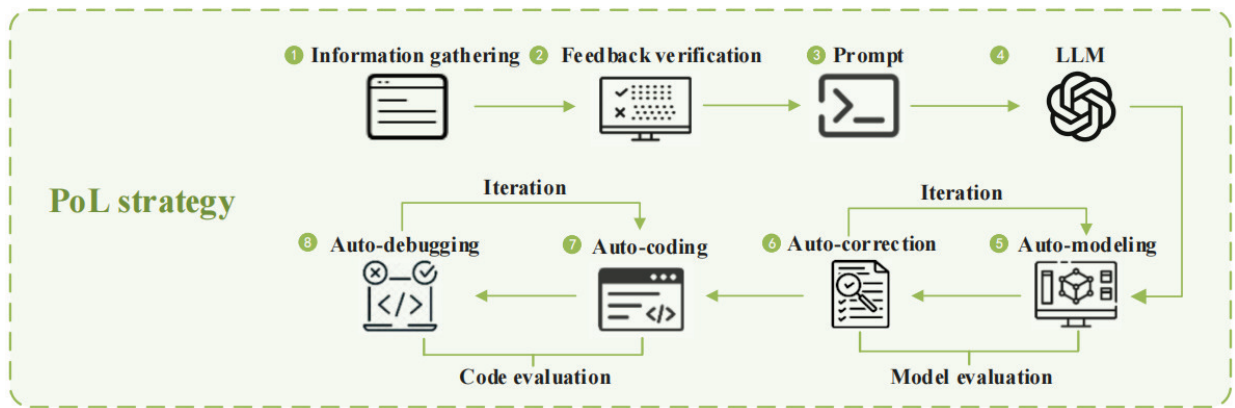 1 Information gathering
2 Feedback verification
3 Prompt
4 LLM
PoL strategy
Iteration
Iteration
8 Auto-debugging
7 Auto-coding
6 Auto-correction
5 Auto-modeling
Code evaluation
Model evaluation